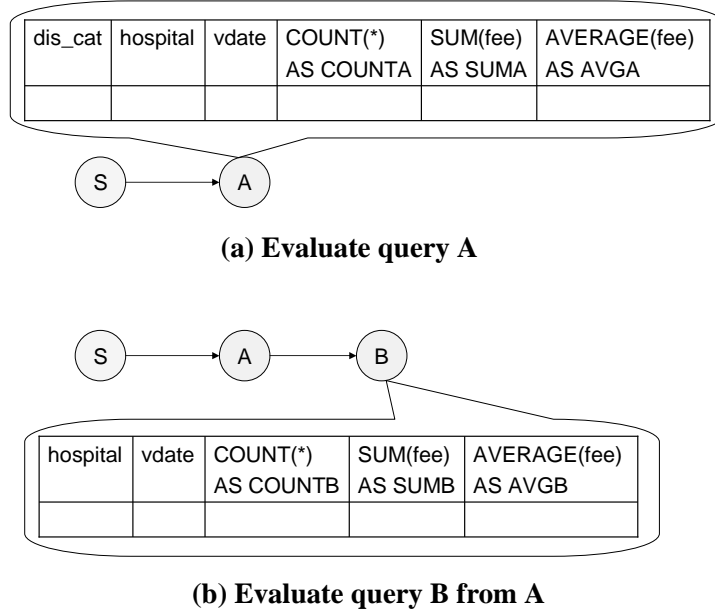 dis_cat hospital vdate COUNT(*) SUM(fee) AVERAGE(fee)
AS COUNTA AS SUMA AS AVGA
S A
(a) Evaluate query A
S A B
hospital vdate COUNT(*) SUM(fee) AVERAGE(fee)
AS COUNTB AS SUMB AS AVGB
(b) Evaluate query B from A